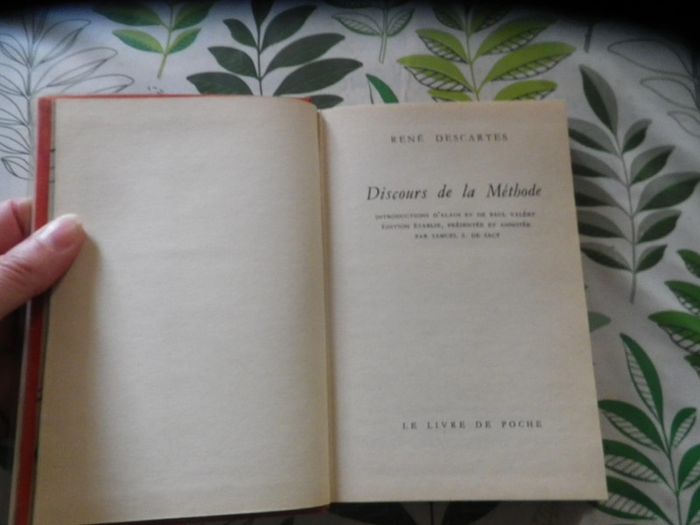 RENÉ DESCARTES
Discours de la Méthode
INTRODUCTIONS D'ALAIN ET DE PAUL VALÉRY
ÉDITION ÉTABLIE, PRÉSENTÉE ET ANNOTÉE
PAR SAMUEL S. DE SACY
LE LIVRE DE POCHE